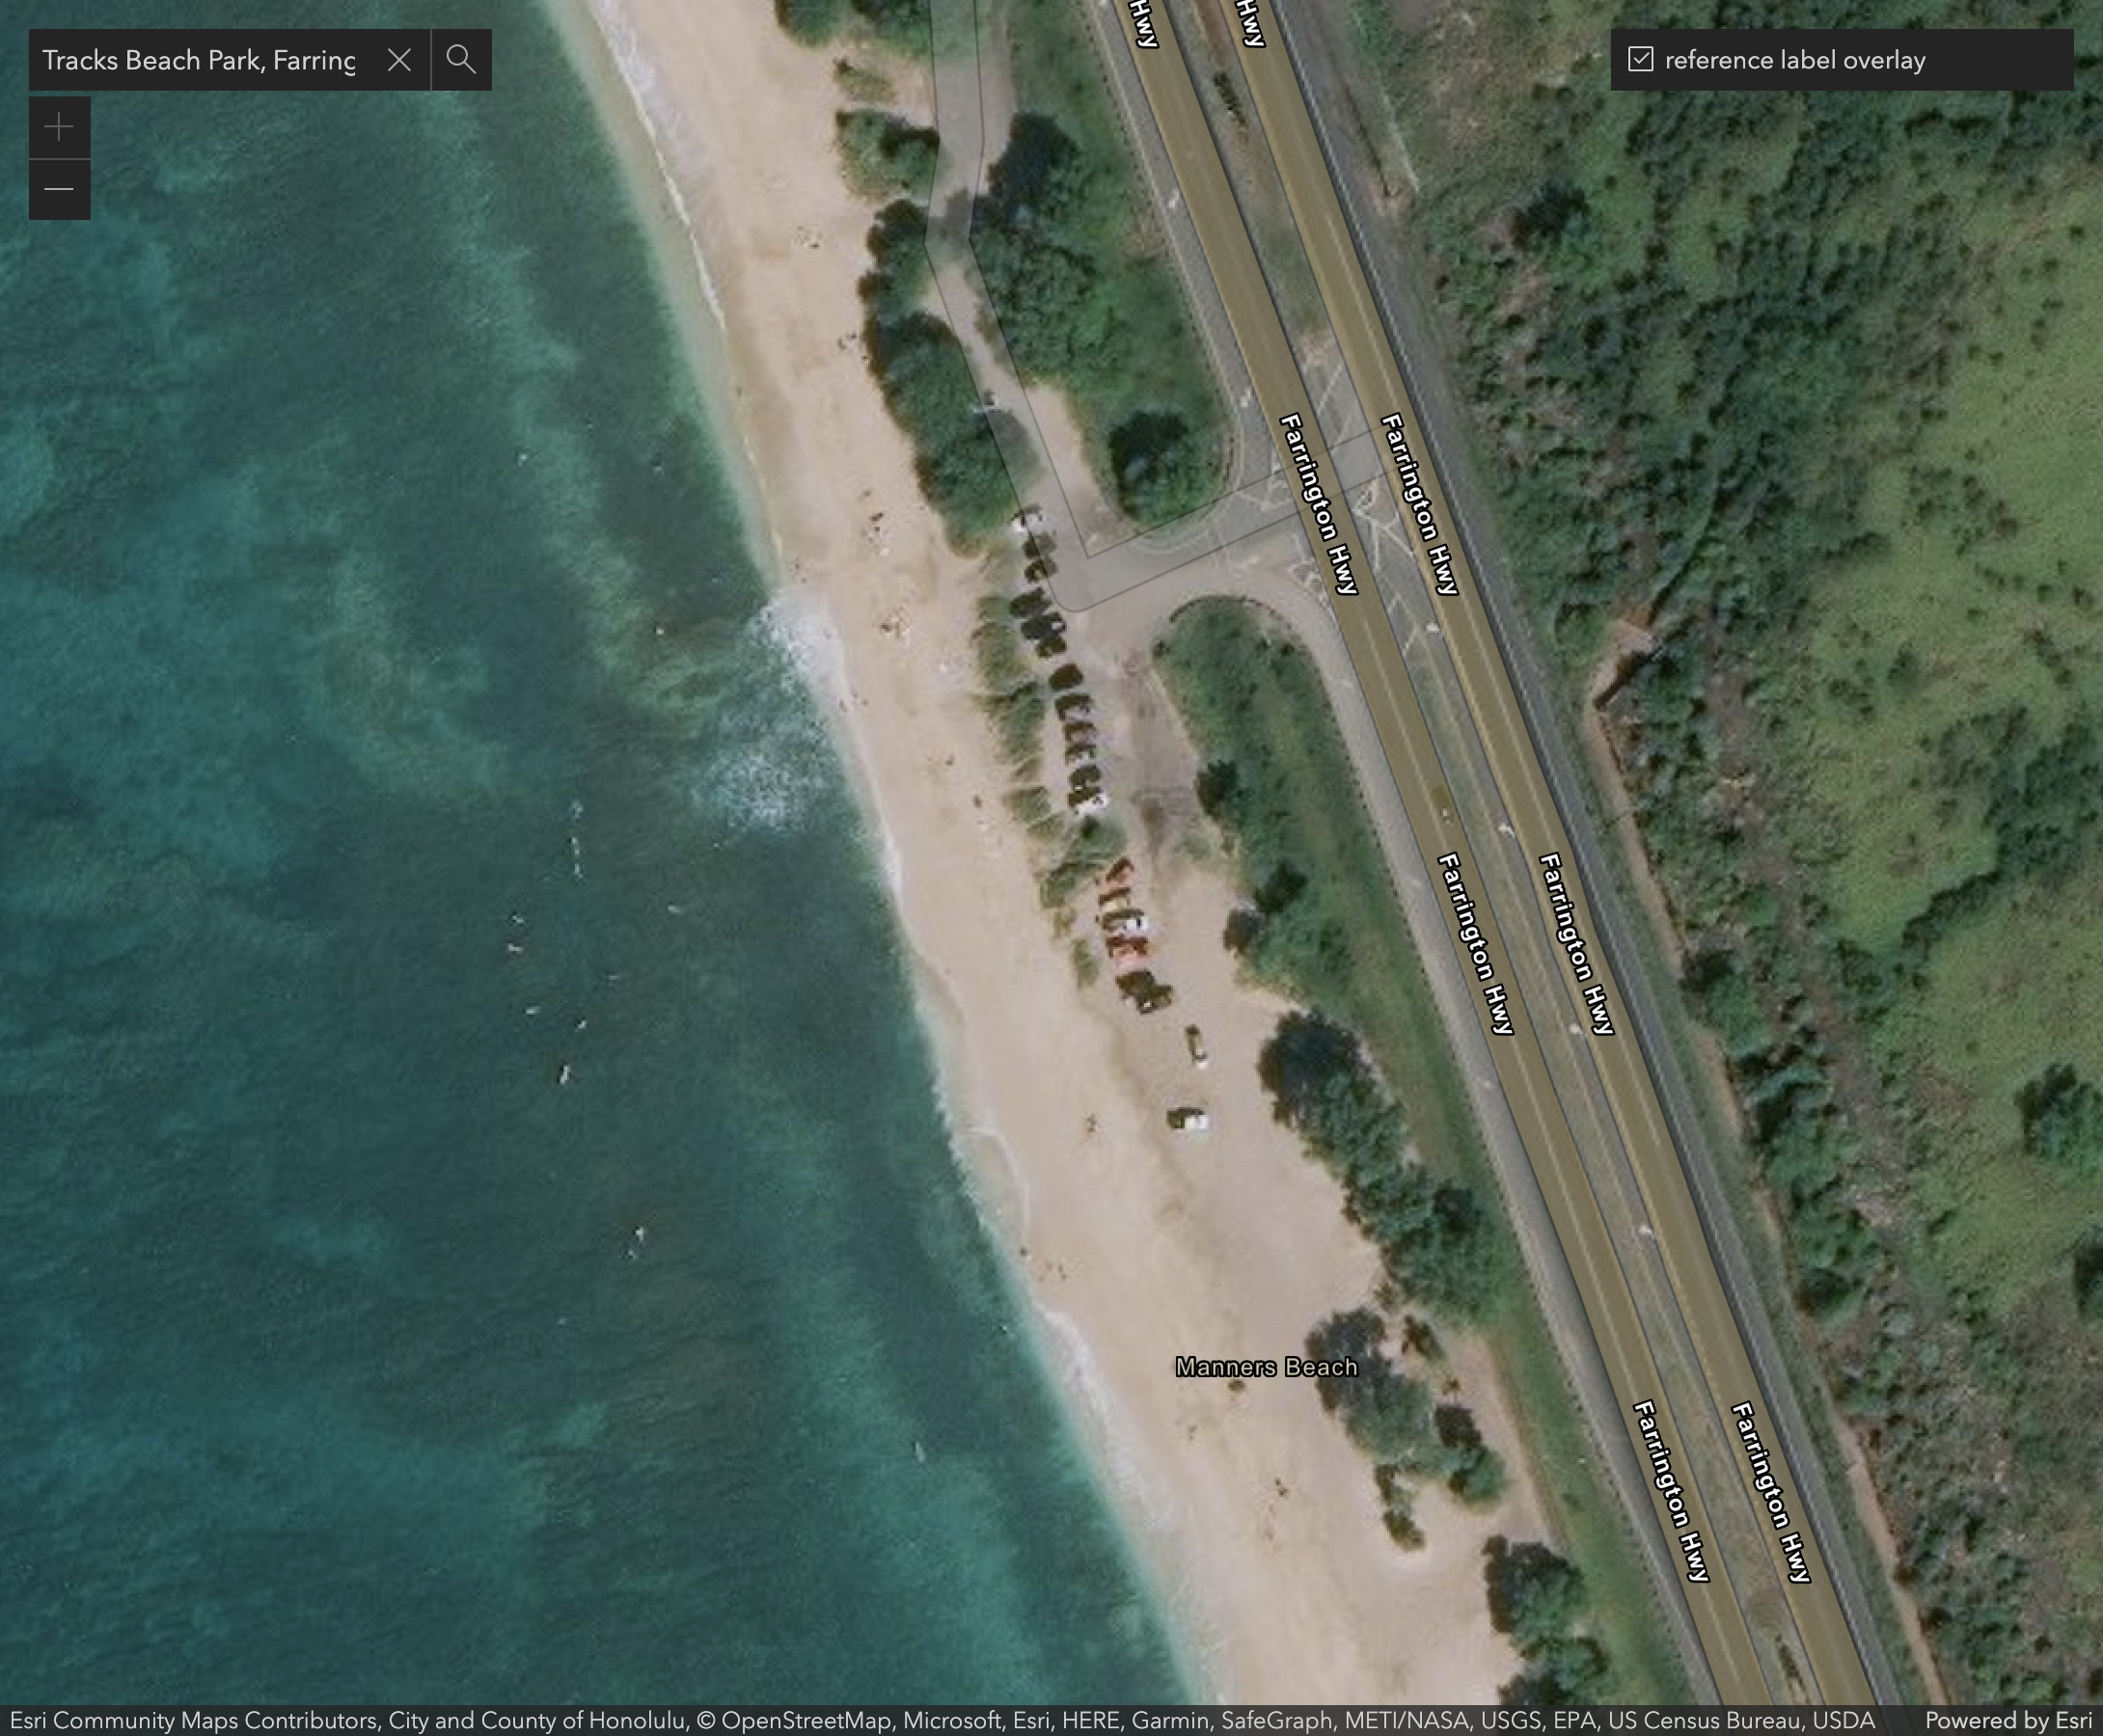 Hwy
Hwy
Tracks Beach Park, Farring
reference label overlay
Farrington Hwy
Farrington Hwy
Farrington Hwy
Farrington Hwy
Manners Beach
Farrington Hwy
Farrington Hwy
Esri Community Maps Contributors, City and County of Honolulu, © OpenStreetMap, Microsoft, Esri, HERE, Garmin, SafeGraph, METI/NASA, USGS, EPA, US Census Bureau, USDA
Powered by Esri